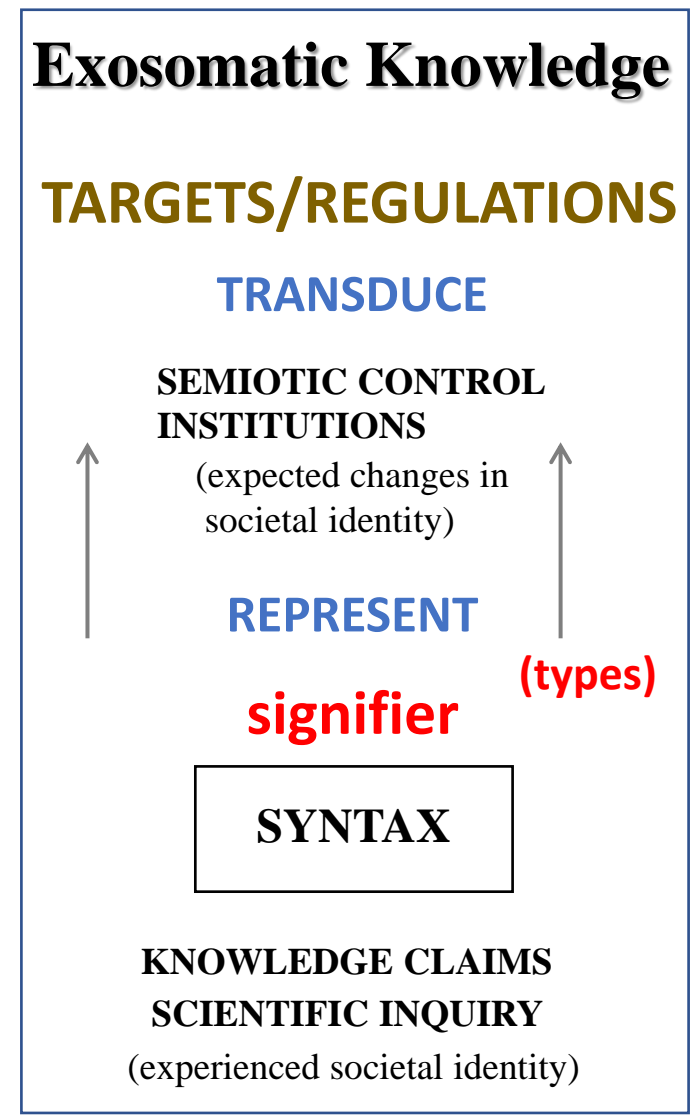 Exosomatic Knowledge
TARGETS/REGULATIONS
TRANSDUCE
SEMIOTIC CONTROL
INSTITUTIONS
(expected changes in
societal identity)
REPRESENT
(types)
signifier
SYNTAX
KNOWLEDGE CLAIMS
SCIENTIFIC INQUIRY
(experienced societal identity)